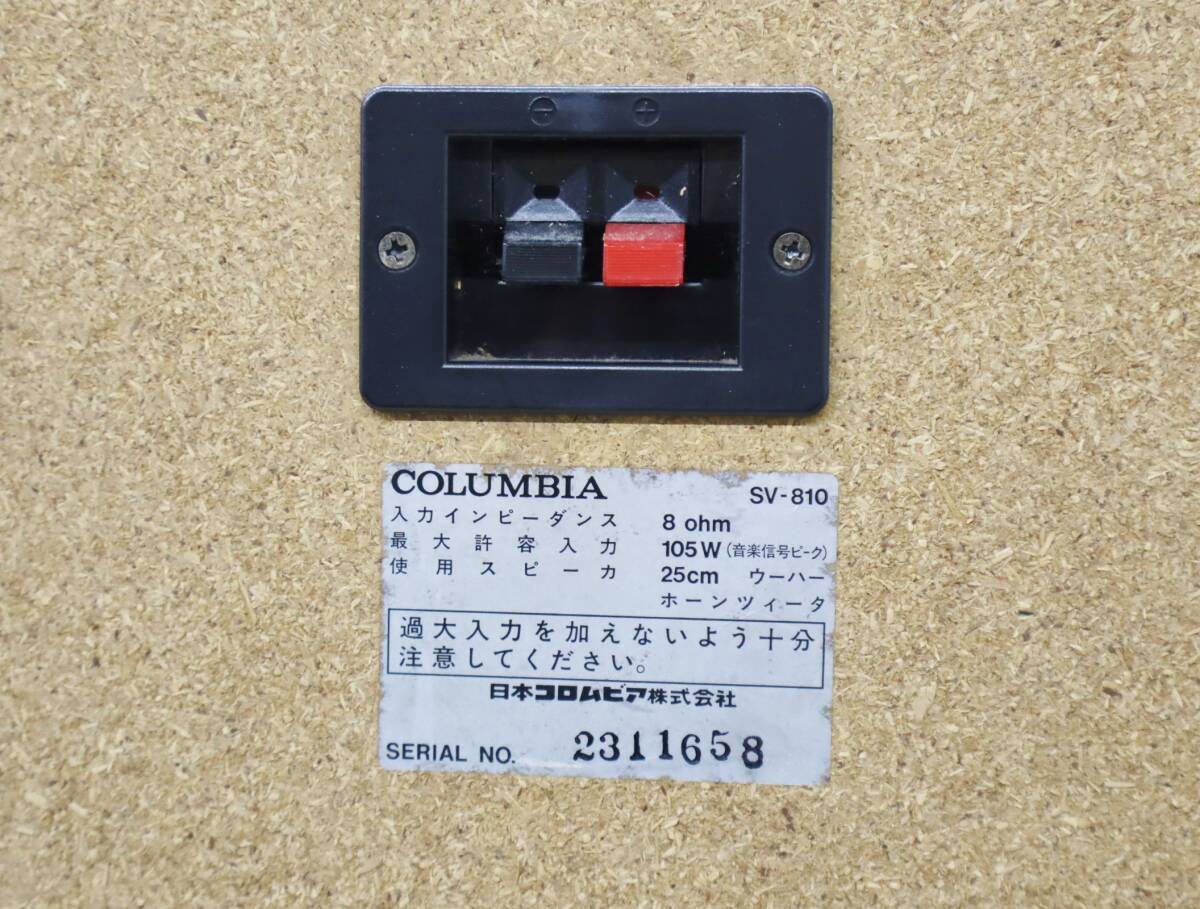 ⊖ ⊕
COLUMBIA SV-810
入力インピーダンス 8 ohm
最大許容入力 105W (音楽信号ピーク)
使用スピーカ 25cm ウーハー
ホーンツィータ
過大入力を加えないよう十分
注意してください。
日本コロムビア株式会社
SERIAL NO. 2311658